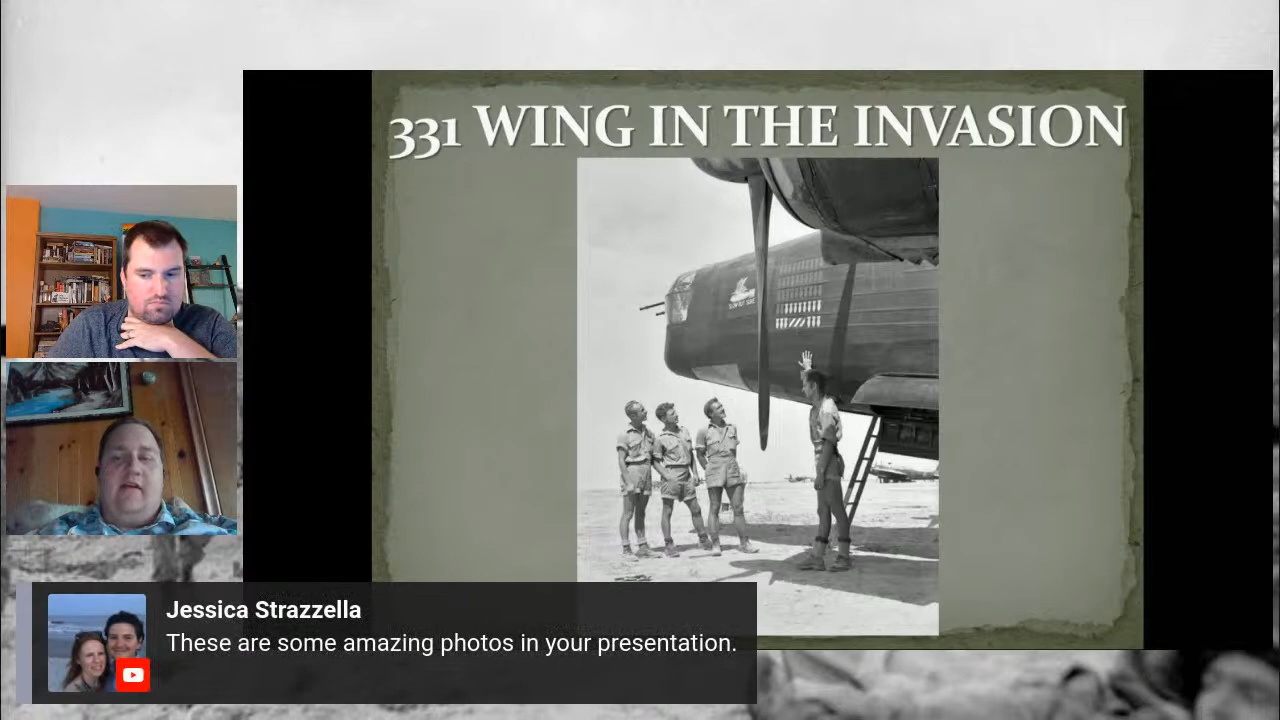 331 WING IN THE INVASION
Jessica Strazzella
These are some amazing photos in your presentation.